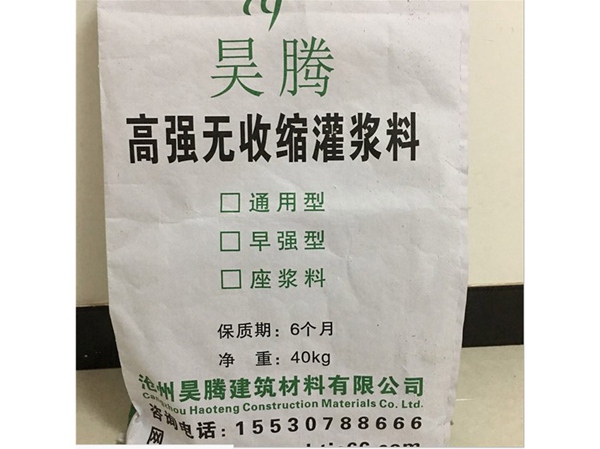 昊腾
高强无收缩灌浆料
□通用型
□早强型
□座浆料
保质期：6个月
净 重：40kg
沧州昊腾建筑材料有限公司
Cangzhou Haoteng Construction Materials Co. Ltd.
咨询电话：15530788666
网